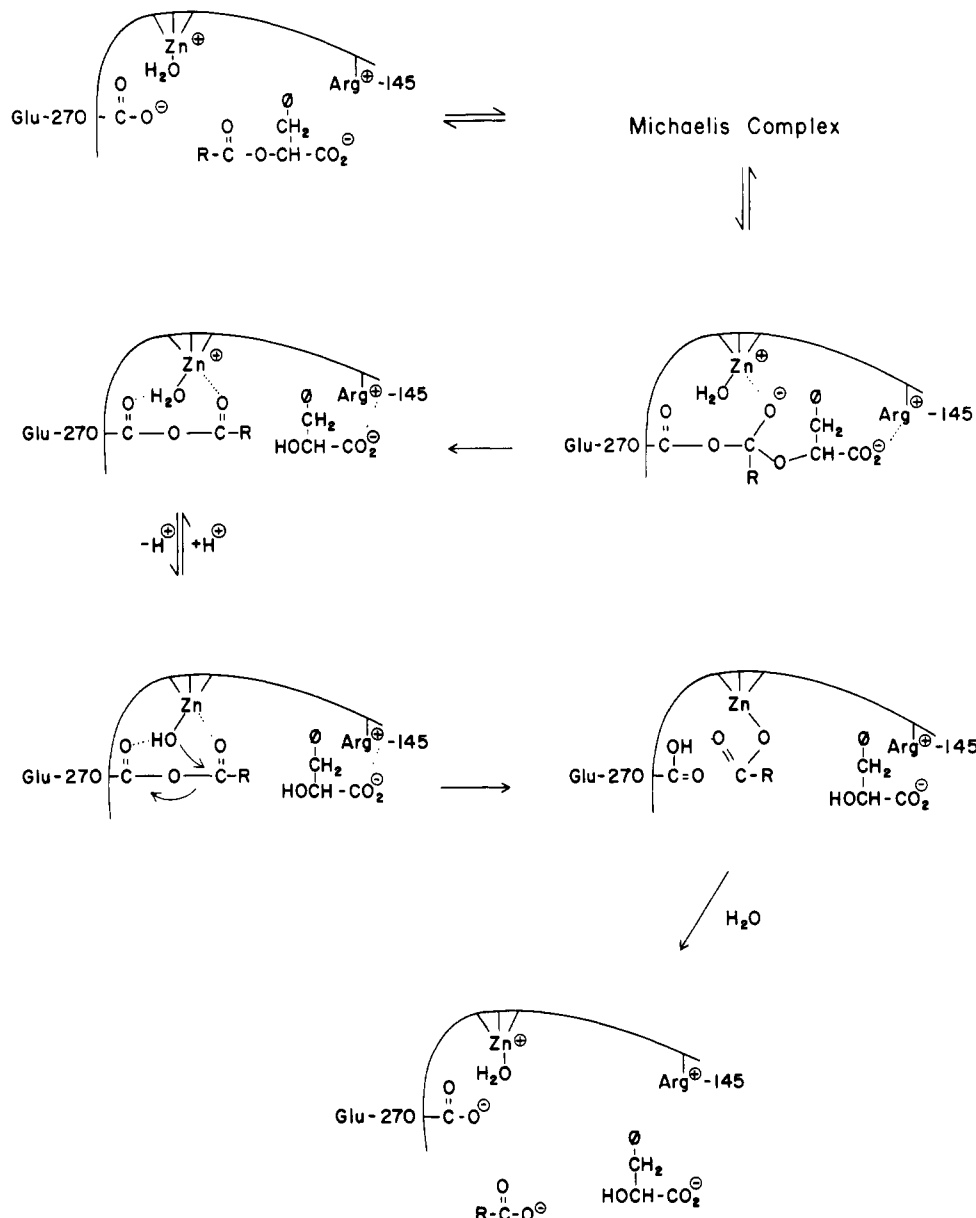 Zn⊕
H₂O
Arg⊕-145
O
Glu-270 -C-O⊖
Ø
CH₂
O
R-C-O-CH-CO₂⊖
Michaelis Complex
Zn⊕
H₂O
O
O
Glu-270 C-O-C-R
Ø
CH₂
HOCH-CO₂⊖
Arg⊕-145
Zn⊕
H₂O
O⊖
O
Glu-270 C-O-C
R
O
Ø
CH₂
CH-CO₂⊖
Arg⊕-145
-H⊕
+H⊕
Zn
HO
O
O
Glu-270 C-O-C-R
Ø
CH₂
HOCH-CO₂⊖
Arg⊕-145
Zn
O
O
C
R
OH
Glu-270 C=O
Ø
CH₂
HOCH-CO₂⊖
Arg⊕-145
H₂O
Zn⊕
H₂O
Arg⊕-145
O
Glu-270 -C-O⊖
Ø
CH₂
HOCH-CO₂⊖
O
R-C-O⊖